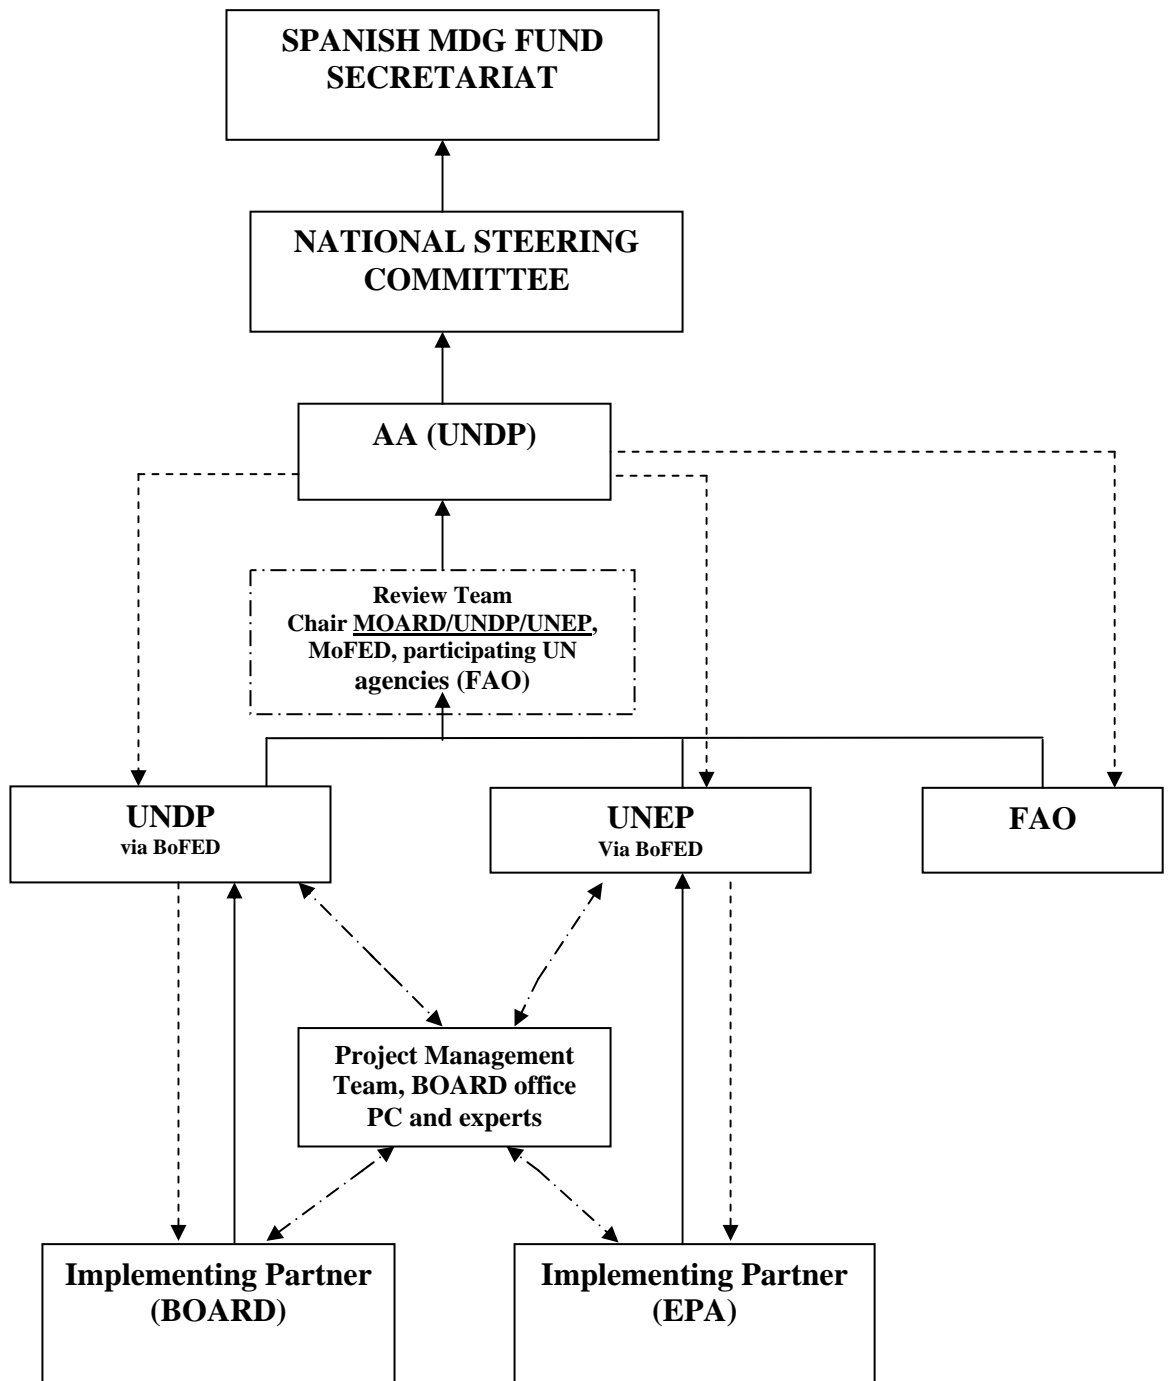 SPANISH MDG FUND
SECRETARIAT
NATIONAL STEERING
COMMITTEE
AA (UNDP)
Review Team
Chair MOARD/UNDP/UNEP,
MoFED, participating UN
agencies (FAO)
UNDP
via BoFED
UNEP
Via BoFED
FAO
Project Management
Team, BOARD office
PC and experts
Implementing Partner
(BOARD)
Implementing Partner
(EPA)